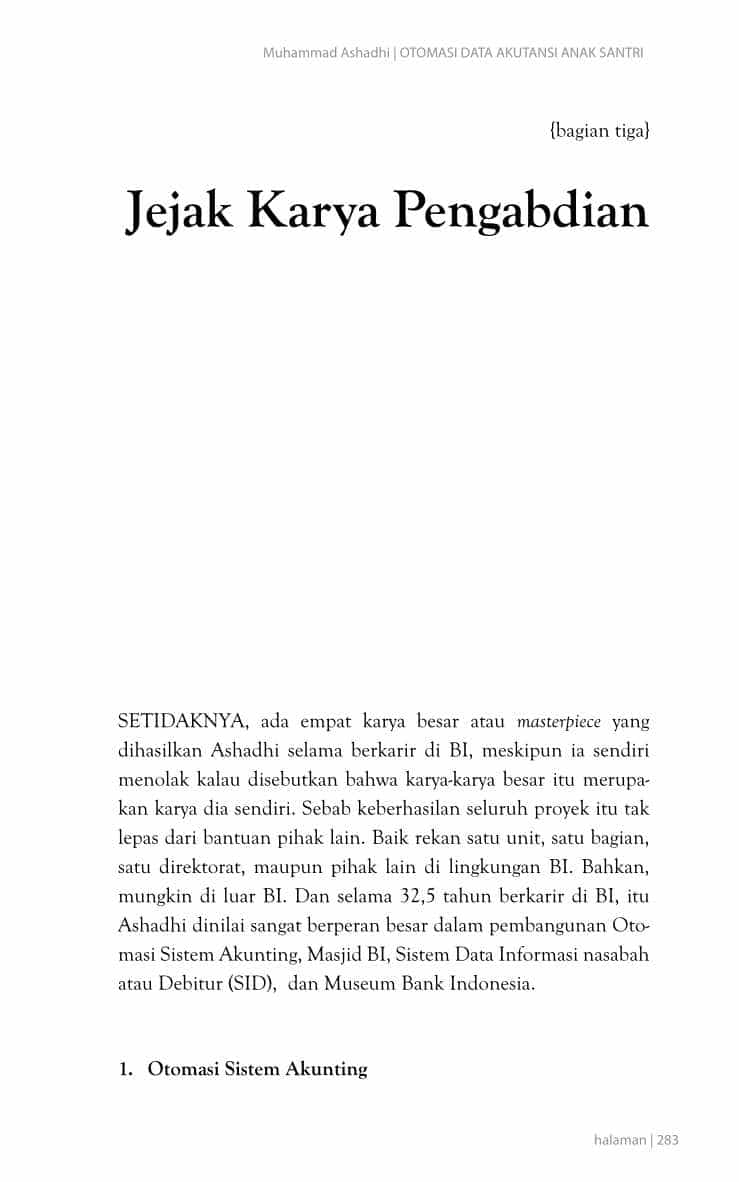 Muhammad Ashadhi | OTOMASI DATA AKUTANSI ANAK SANTRI
{bagian tiga}
Jejak Karya Pengabdian
SETIDAKNYA, ada empat karya besar atau masterpiece yang
dihasilkan Ashadhi selama berkarir di BI, meskipun ia sendiri
menolak kalau disebutkan bahwa karya-karya besar itu merupa-
kan karya dia sendiri. Sebab keberhasilan seluruh proyek itu tak
lepas dari bantuan pihak lain. Baik rekan satu unit, satu bagian,
satu direktorat, maupun pihak lain di lingkungan BI. Bahkan,
mungkin di luar BI. Dan selama 32,5 tahun berkarir di BI, itu
Ashadhi dinilai sangat berperan besar dalam pembangunan Oto-
masi Sistem Akunting, Masjid BI, Sistem Data Informasi nasabah
atau Debitur (SID),  dan Museum Bank Indonesia.
1. Otomasi Sistem Akunting
halaman | 283